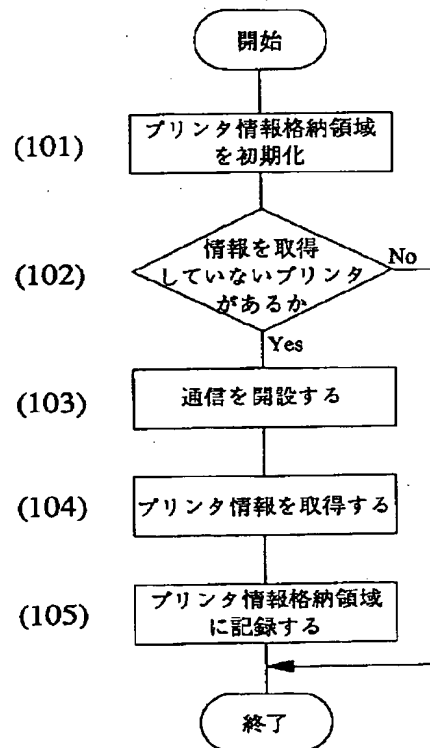 開始
(101)
プリンタ情報格納領域
を初期化
(102)
情報を取得
していないプリンタ
があるか
No
Yes
(103)
通信を開設する
(104)
プリンタ情報を取得する
(105)
プリンタ情報格納領域
に記録する
終了